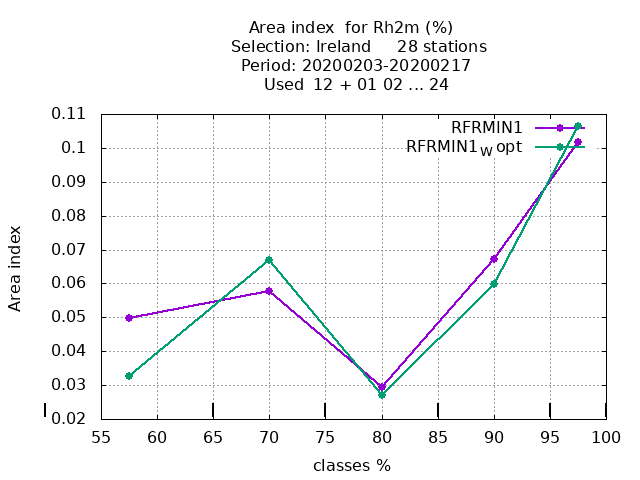 Area index  for Rh2m (%)
Selection: Ireland     28 stations
Period: 20200203-20200217
Used  12 + 01 02 ... 24
0.11
RFRMIN1
0.1
RFRMIN1W opt
0.09
0.08
0.07
Area index
0.06
0.05
0.04
0.03
0.02
55 60 65 70 75 80 85 90 95 100
classes %